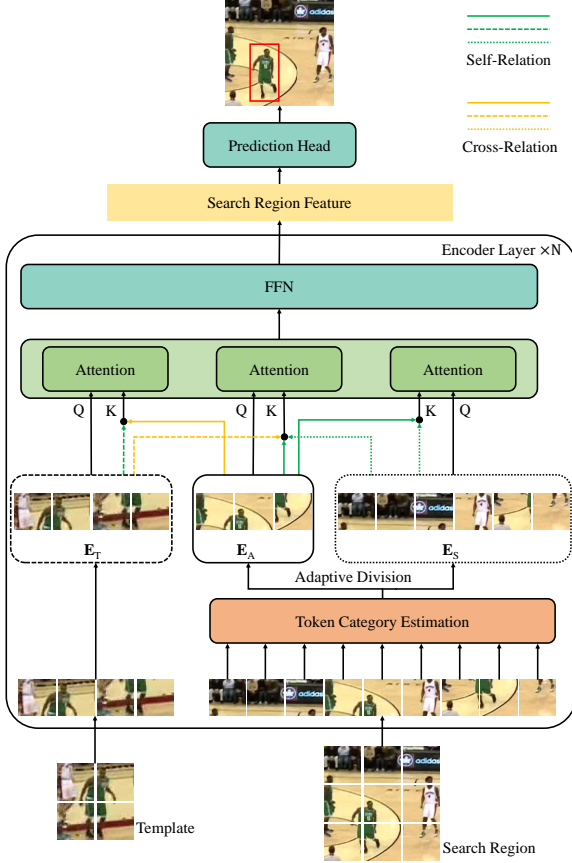 adidas
Self-Relation
Prediction Head
Cross-Relation
Search Region Feature
Encoder Layer ×N
FFN
Attention Attention Attention
Q K Q K K Q
E_T E_A E_S
Adaptive Division
Token Category Estimation
Template
adidas
Search Region